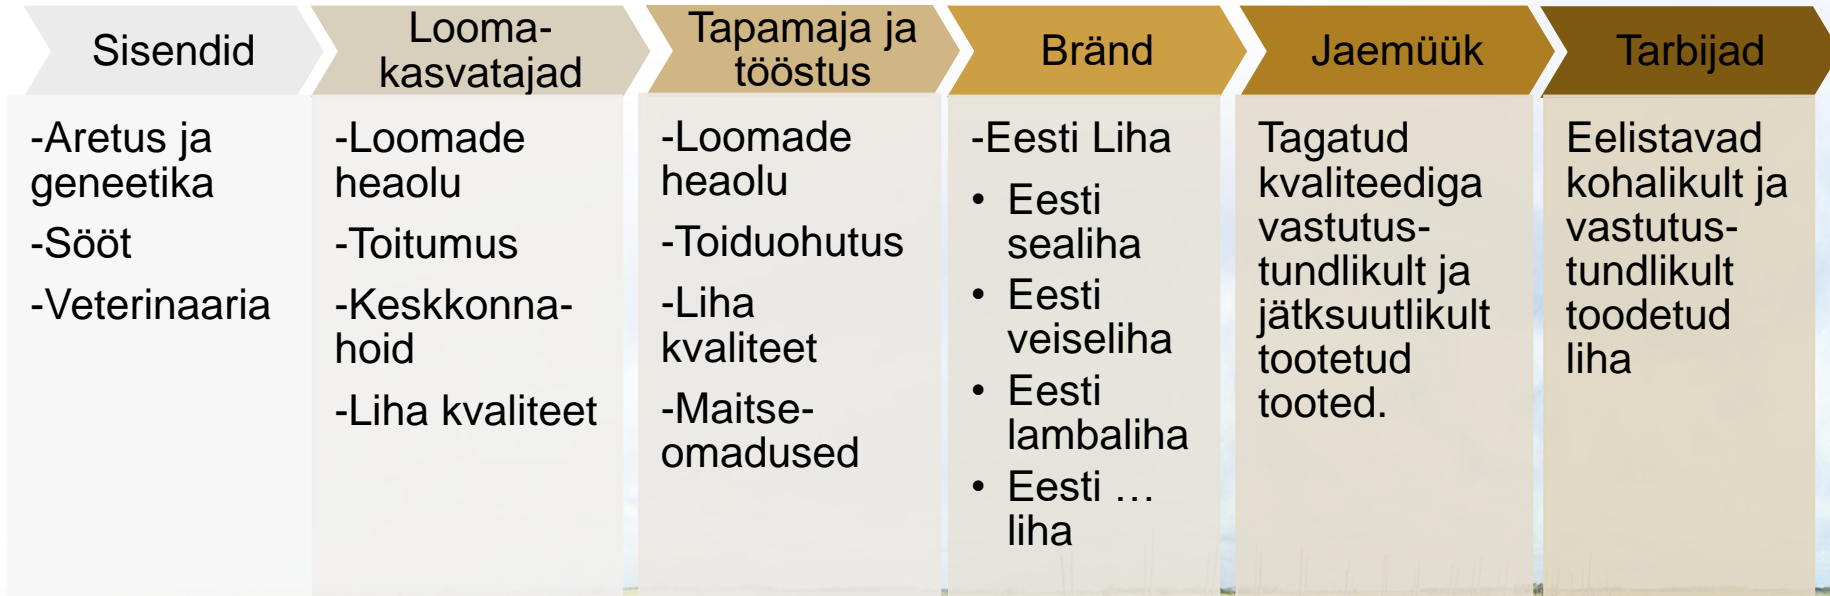 Sisendid
Looma-
kasvatajad
Tapamaja ja
tööstus
Bränd
Jaemüük
Tarbijad
-Aretus ja
geneetika
-Sööt
-Veterinaaria
-Loomade
heaolu
-Toitumus
-Keskkonna-
hoid
-Liha kvaliteet
-Loomade
heaolu
-Toiduohutus
-Liha
kvaliteet
-Maitse-
omadused
-Eesti Liha
• Eesti
sealiha
• Eesti
veiseliha
• Eesti
lambaliha
• Eesti …
liha
Tagatud
kvaliteediga
vastutus-
tundlikult ja
jätksuutlikult
tootetud
tooted.
Eelistavad
kohalikult ja
vastutus-
tundlikult
toodetud
liha